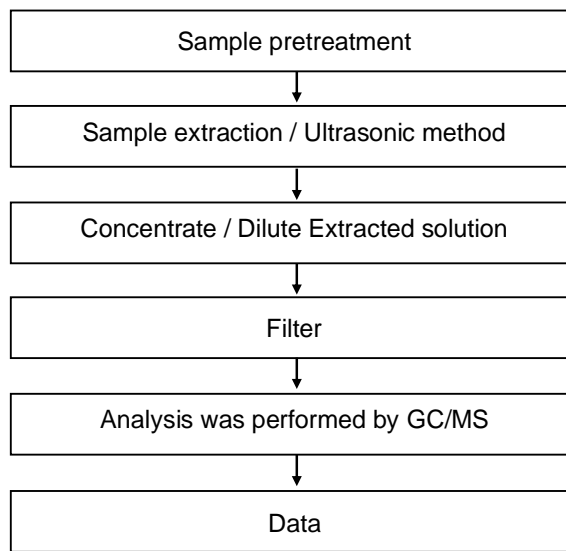 Sample pretreatment
Sample extraction / Ultrasonic method
Concentrate / Dilute Extracted solution
Filter
Analysis was performed by GC/MS
Data